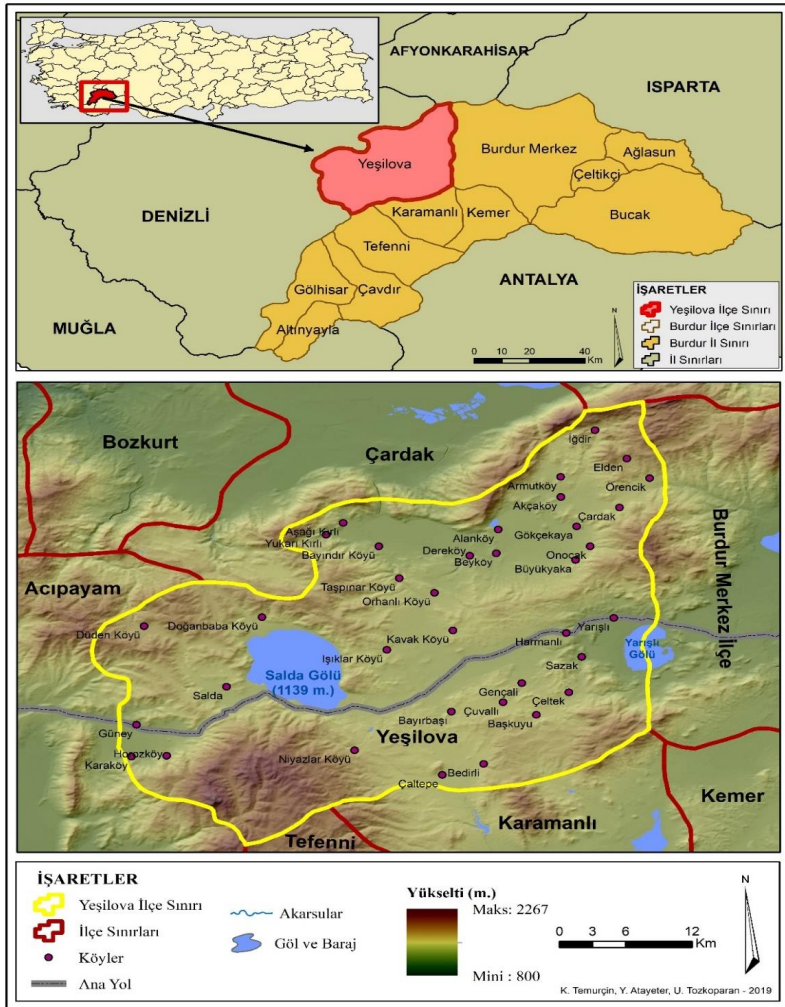 AFYONKARAHİSAR
ISPARTA
Yeşilova
Burdur Merkez
Ağlasun
Çeltikçi
DENİZLİ
Karamanlı
Kemer
Bucak
Tefenni
ANTALYA
Gölhisar
Çavdır
MUĞLA
Altınyayla
İŞARETLER
Yeşilova İlçe Sınırı
Burdur İlçe Sınırları
Burdur İl Sınırı
İl Sınırları
N
0 10 20 40
Km
Bozkurt
Çardak
İğdir
Elden
Armutköy
Örencik
Akçaköy
Çardak
Aşağı Kırlı
Yukarı Kırlı
Alanköy
Gökçekaya
Bayındır Köyü
Dereköy
Beyköy
Onoçak
Büyükyaka
Burdur Merkez İlçe
Acıpayam
Taşpınar Köyü
Orhanlı Köyü
Düden Köyü
Doğanbaba Köyü
Kavak Köyü
Harmanlı
Yarışlı
Yarışlı
Gölü
Işıklar Köyü
Sazak
Salda Gölü
(1139 m.)
Salda
Gençali
Çuvallı
Çeltek
Bayırbaşı
Başkuyu
Güney
Yeşilova
Horozköy
Karaköy
Niyazlar Köyü
Bedirli
Çaltepe
Kemer
Karamanlı
Tefenni
İŞARETLER
Yeşilova İlçe Sınırı
İlçe Sınırları
Köyler
Ana Yol
Akarsular
Göl ve Baraj
Yükselti (m.)
Maks: 2267
Mini : 800
N
0 3 6 12
Km
K. Temurçin, Y. Atayeter, U. Tozkoparan - 2019